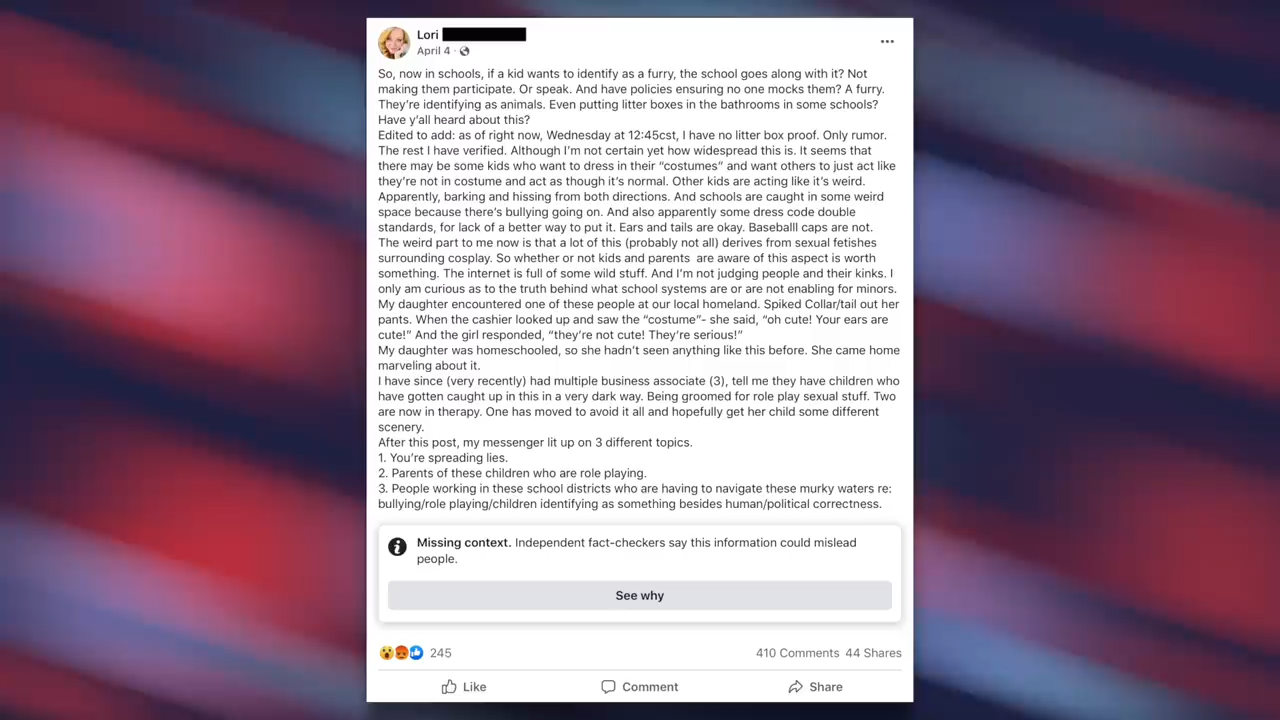 Lori
April 4 ·
So, now in schools, if a kid wants to identify as a furry, the school goes along with it? Not
making them participate. Or speak. And have policies ensuring no one mocks them? A furry.
They’re identifying as animals. Even putting litter boxes in the bathrooms in some schools?
Have y’all heard about this?
Edited to add: as of right now, Wednesday at 12:45cst, I have no litter box proof. Only rumor.
The rest I have verified. Although I’m not certain yet how widespread this is. It seems that
there may be some kids who want to dress in their “costumes” and want others to just act like
they’re not in costume and act as though it’s normal. Other kids are acting like it’s weird.
Apparently, barking and hissing from both directions. And schools are caught in some weird
space because there’s bullying going on. And also apparently some dress code double
standards, for lack of a better way to put it. Ears and tails are okay. Baseballl caps are not.
The weird part to me now is that a lot of this (probably not all) derives from sexual fetishes
surrounding cosplay. So whether or not kids and parents are aware of this aspect is worth
something. The internet is full of some wild stuff. And I’m not judging people and their kinks. I
only am curious as to the truth behind what school systems are or are not enabling for minors.
My daughter encountered one of these people at our local homeland. Spiked Collar/tail out her
pants. When the cashier looked up and saw the “costume”- she said, “oh cute! Your ears are
cute!” And the girl responded, “they’re not cute! They’re serious!”
My daughter was homeschooled, so she hadn’t seen anything like this before. She came home
marveling about it.
I have since (very recently) had multiple business associate (3), tell me they have children who
have gotten caught up in this in a very dark way. Being groomed for role play sexual stuff. Two
are now in therapy. One has moved to avoid it all and hopefully get her child some different
scenery.
After this post, my messenger lit up on 3 different topics.
1. You’re spreading lies.
2. Parents of these children who are role playing.
3. People working in these school districts who are having to navigate these murky waters re:
bullying/role playing/children identifying as something besides human/political correctness.
Missing context. Independent fact-checkers say this information could mislead
people.
See why
245
410 Comments 44 Shares
Like Comment Share